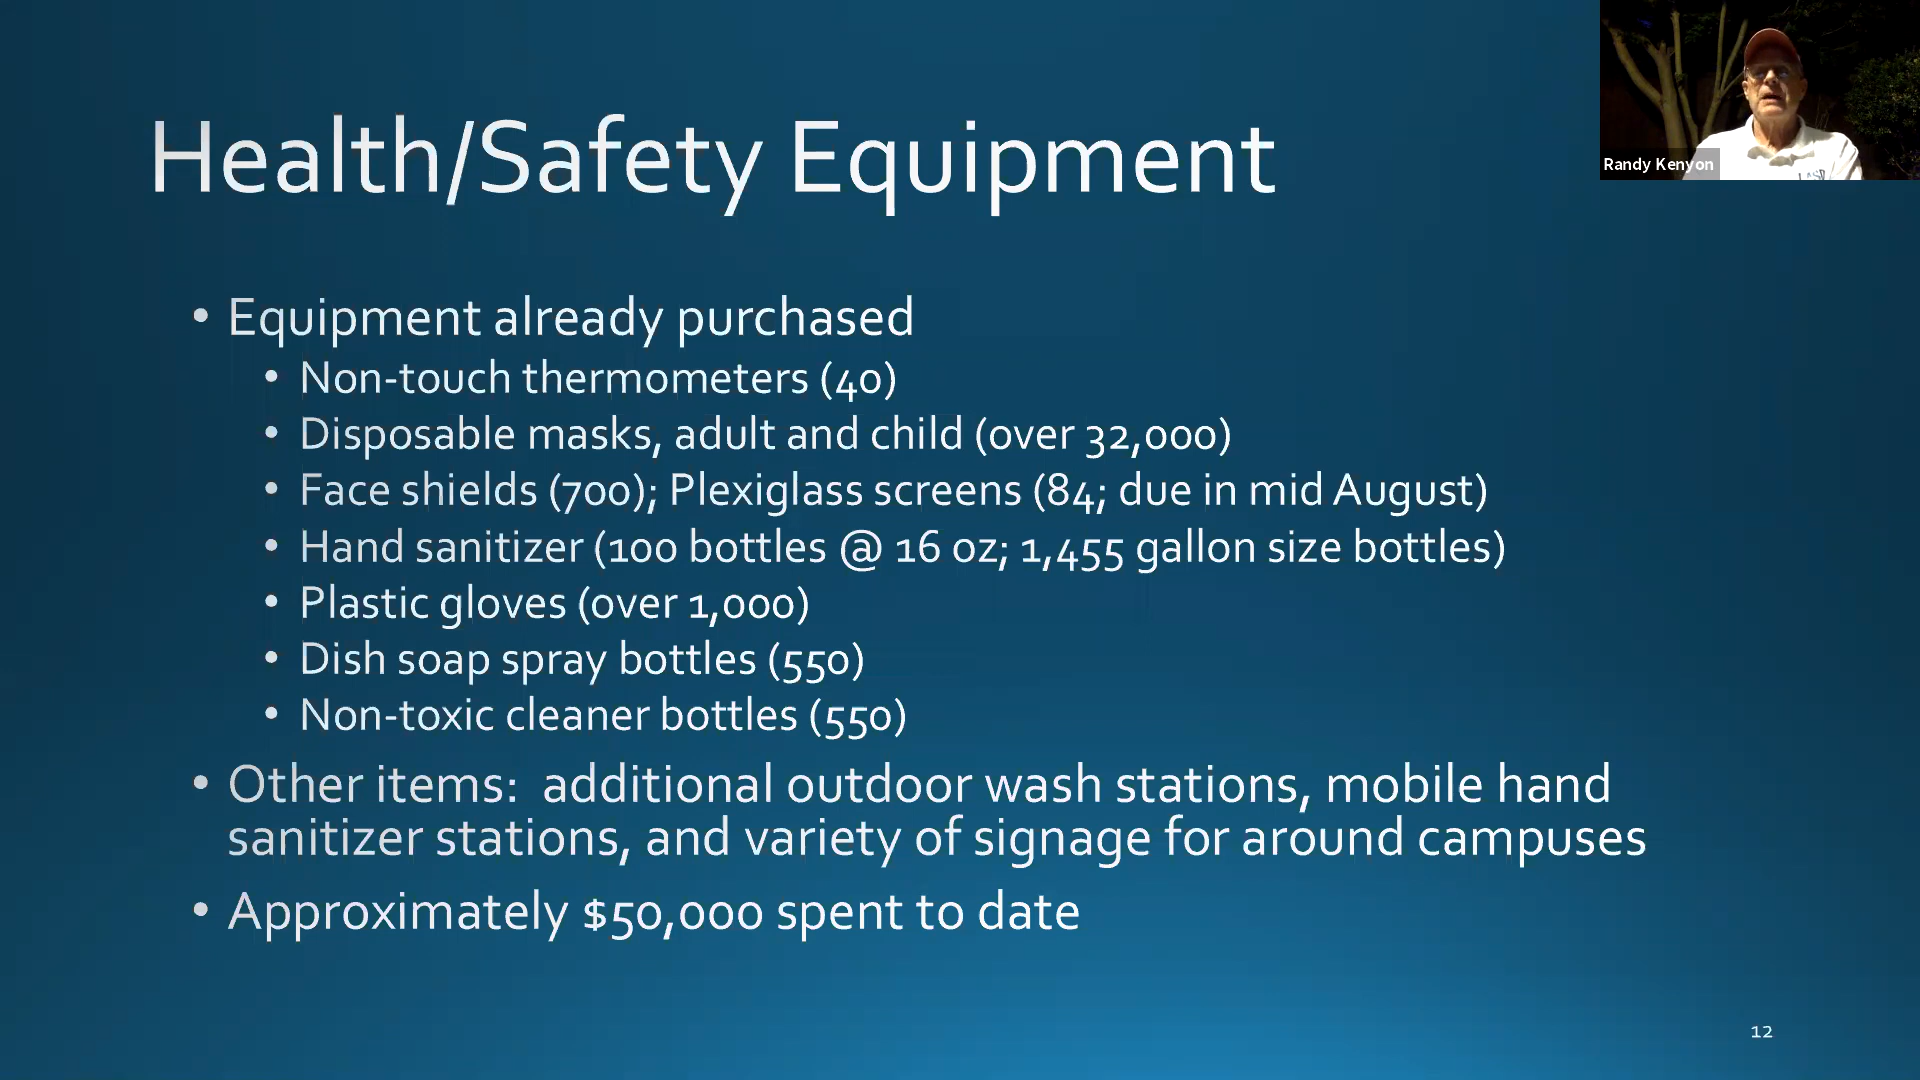 Health/Safety Equipment
Randy Kenyon
LASD
• Equipment already purchased
• Non-touch thermometers (40)
• Disposable masks, adult and child (over 32,000)
• Face shields (700); Plexiglass screens (84; due in mid August)
• Hand sanitizer (100 bottles @ 16 oz; 1,455 gallon size bottles)
• Plastic gloves (over 1,000)
• Dish soap spray bottles (550)
• Non-toxic cleaner bottles (550)
• Other items:  additional outdoor wash stations, mobile hand
sanitizer stations, and variety of signage for around campuses
• Approximately $50,000 spent to date
12